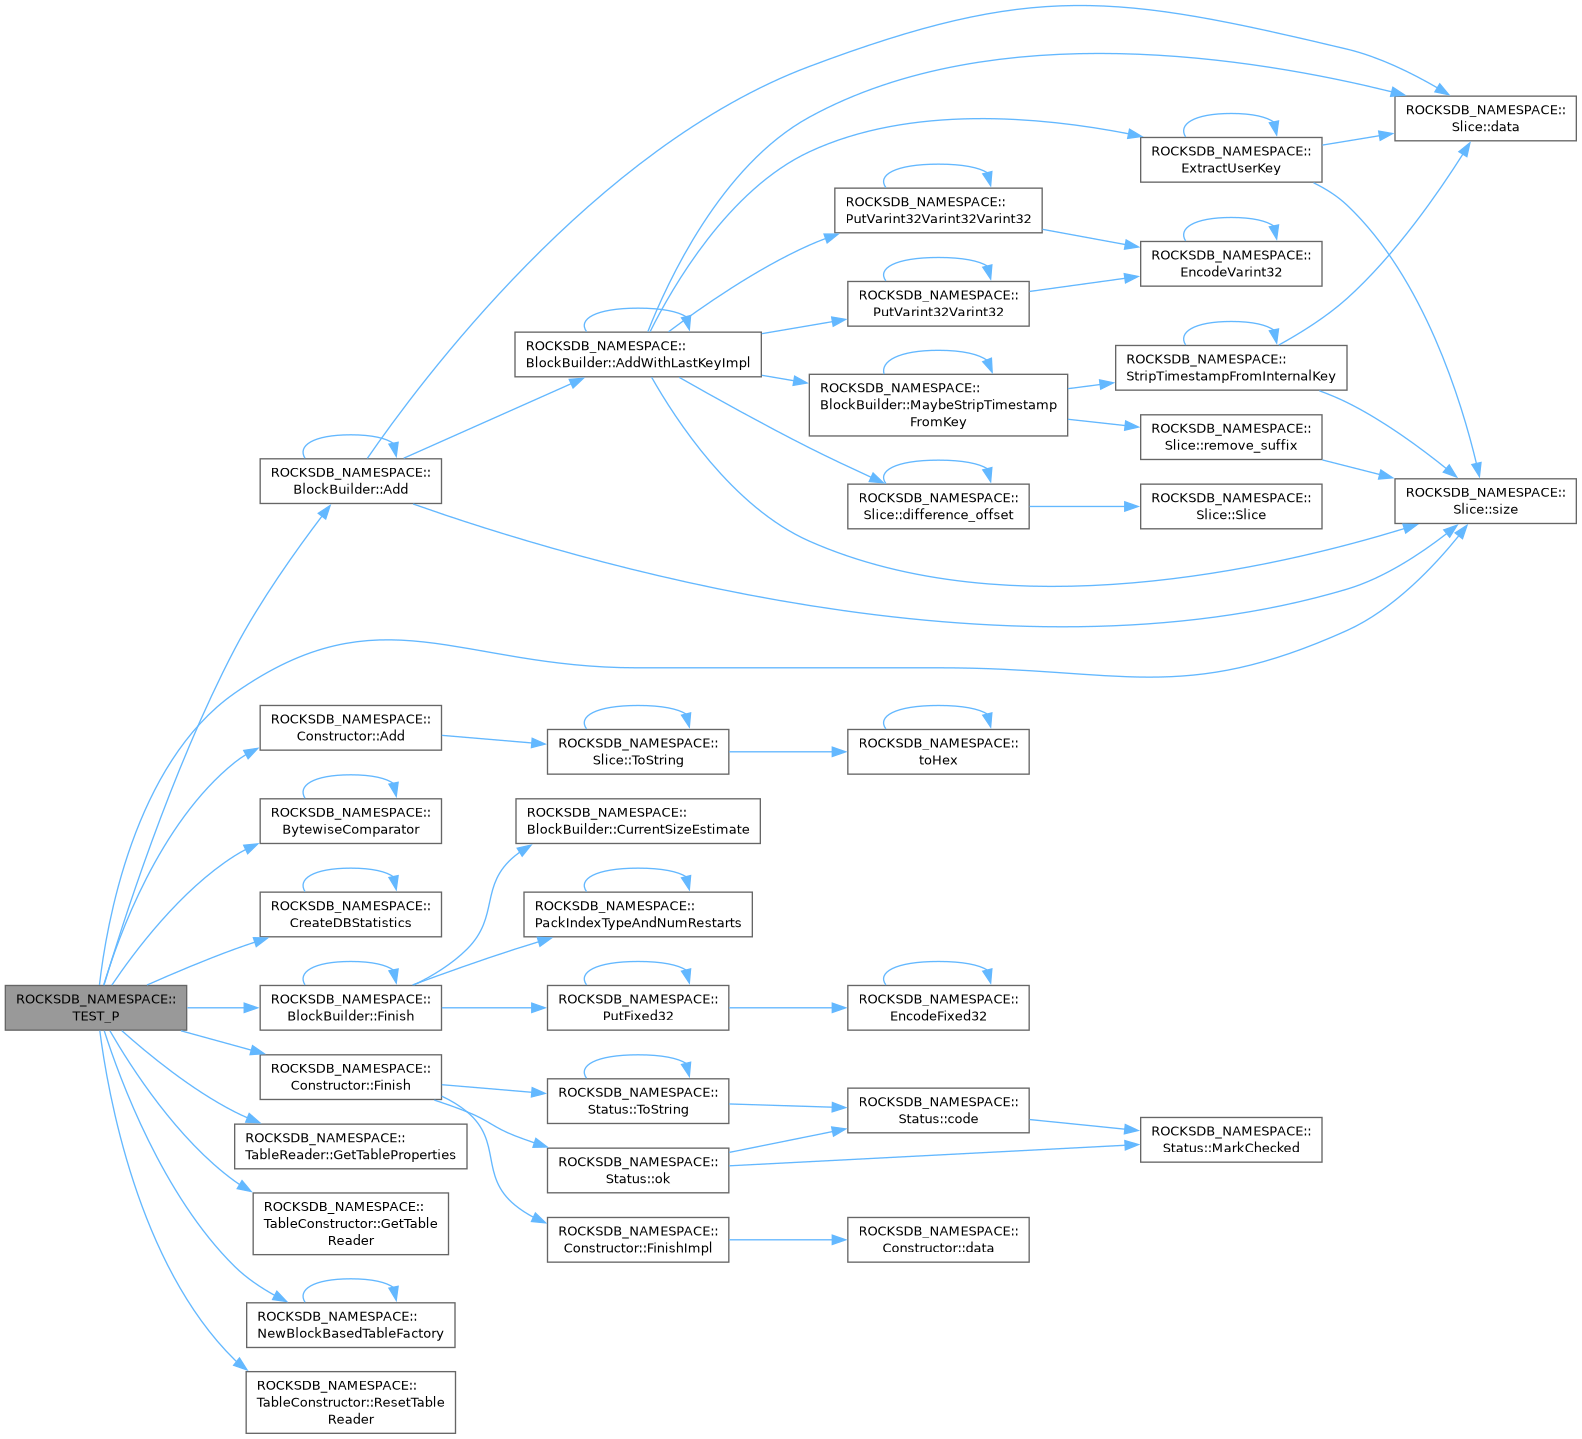 ROCKSDB_NAMESPACE::
TEST_P
ROCKSDB_NAMESPACE::
BlockBuilder::Add
ROCKSDB_NAMESPACE::
BlockBuilder::AddWithLastKeyImpl
ROCKSDB_NAMESPACE::
Slice::data
ROCKSDB_NAMESPACE::
ExtractUserKey
ROCKSDB_NAMESPACE::
PutVarint32Varint32Varint32
ROCKSDB_NAMESPACE::
EncodeVarint32
ROCKSDB_NAMESPACE::
PutVarint32Varint32
ROCKSDB_NAMESPACE::
BlockBuilder::MaybeStripTimestamp
FromKey
ROCKSDB_NAMESPACE::
StripTimestampFromInternalKey
ROCKSDB_NAMESPACE::
Slice::remove_suffix
ROCKSDB_NAMESPACE::
Slice::size
ROCKSDB_NAMESPACE::
Slice::difference_offset
ROCKSDB_NAMESPACE::
Slice::Slice
ROCKSDB_NAMESPACE::
Constructor::Add
ROCKSDB_NAMESPACE::
Slice::ToString
ROCKSDB_NAMESPACE::
toHex
ROCKSDB_NAMESPACE::
BytewiseComparator
ROCKSDB_NAMESPACE::
CreateDBStatistics
ROCKSDB_NAMESPACE::
BlockBuilder::Finish
ROCKSDB_NAMESPACE::
BlockBuilder::CurrentSizeEstimate
ROCKSDB_NAMESPACE::
PackIndexTypeAndNumRestarts
ROCKSDB_NAMESPACE::
PutFixed32
ROCKSDB_NAMESPACE::
EncodeFixed32
ROCKSDB_NAMESPACE::
Constructor::Finish
ROCKSDB_NAMESPACE::
Status::ToString
ROCKSDB_NAMESPACE::
Status::code
ROCKSDB_NAMESPACE::
Status::MarkChecked
ROCKSDB_NAMESPACE::
Status::ok
ROCKSDB_NAMESPACE::
Constructor::FinishImpl
ROCKSDB_NAMESPACE::
Constructor::data
ROCKSDB_NAMESPACE::
TableReader::GetTableProperties
ROCKSDB_NAMESPACE::
TableConstructor::GetTable
Reader
ROCKSDB_NAMESPACE::
NewBlockBasedTableFactory
ROCKSDB_NAMESPACE::
TableConstructor::ResetTable
Reader